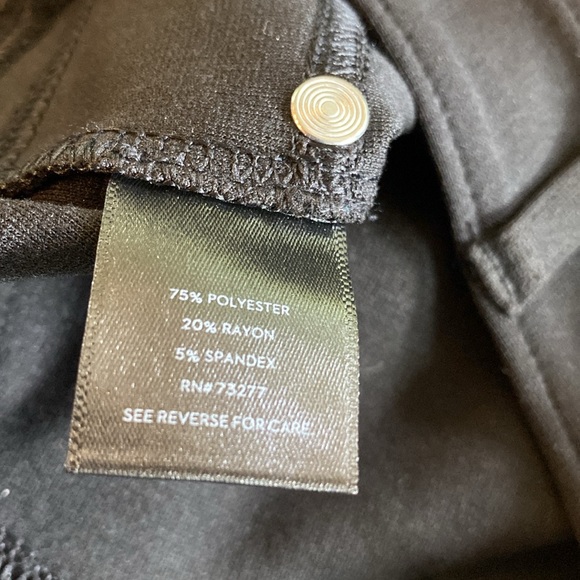 75% POLYESTER
20% RAYON
5% SPANDEX
RN# 73277
SEE REVERSE FOR CARE